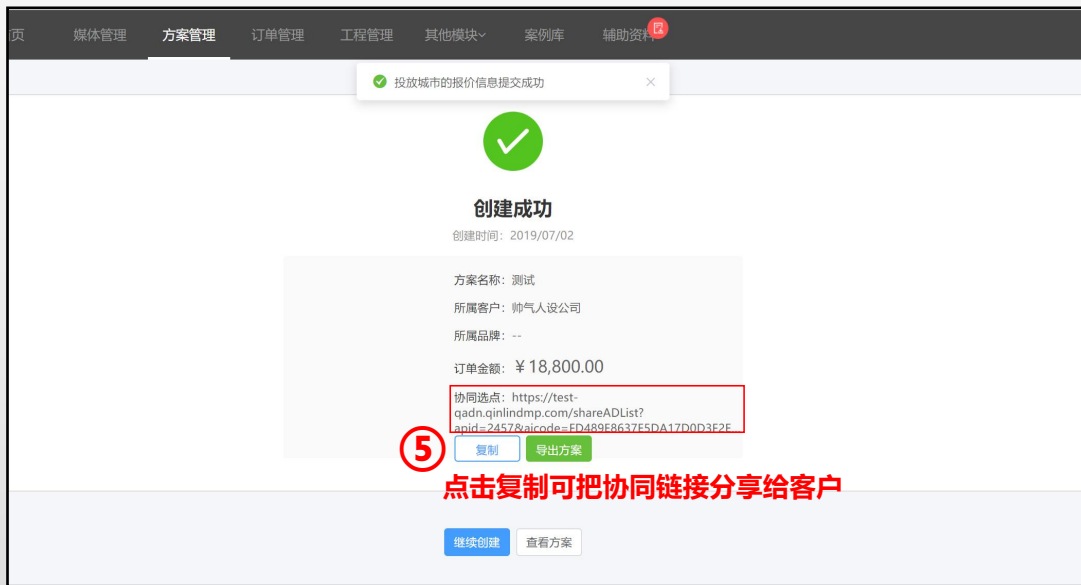 页 媒体管理 方案管理 订单管理 工程管理 其他模块 案例库 辅助资料
投放城市的报价信息提交成功
创建成功
创建时间：2019/07/02
方案名称：测试
所属客户：帅气人设公司
所属品牌：--
订单金额：￥18,800.00
协同选点：https://test-
qadn.qinlindmp.com/shareADList?
apid=2457&aicode=FD489E8637F5DA17D0D3F2F...
⑤ 复制 导出方案
点击复制可把协同链接分享给客户
继续创建 查看方案